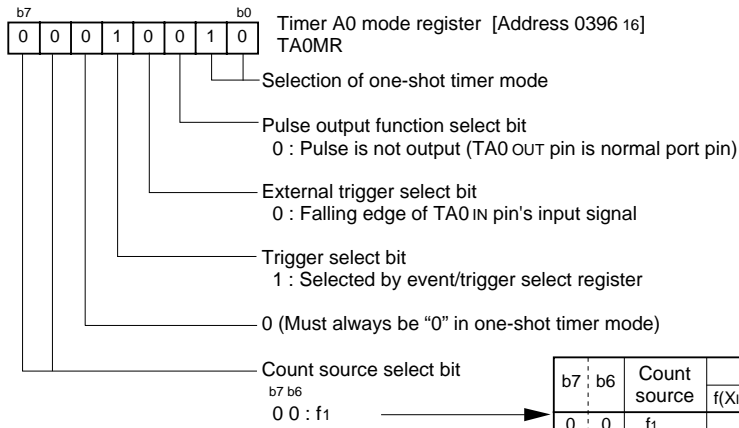 b7 b0
0 0 0 1 0 0 1 0
Timer A0 mode register [Address 0396 16]
TA0MR
Selection of one-shot timer mode
Pulse output function select bit
0 : Pulse is not output (TA0 OUT pin is normal port pin)
External trigger select bit
0 : Falling edge of TA0 IN pin's input signal
Trigger select bit
1 : Selected by event/trigger select register
0 (Must always be “0” in one-shot timer mode)
Count source select bit
b7 b6
0 0 : f1
b7 b6 Count source
f(XI
0 0 f1